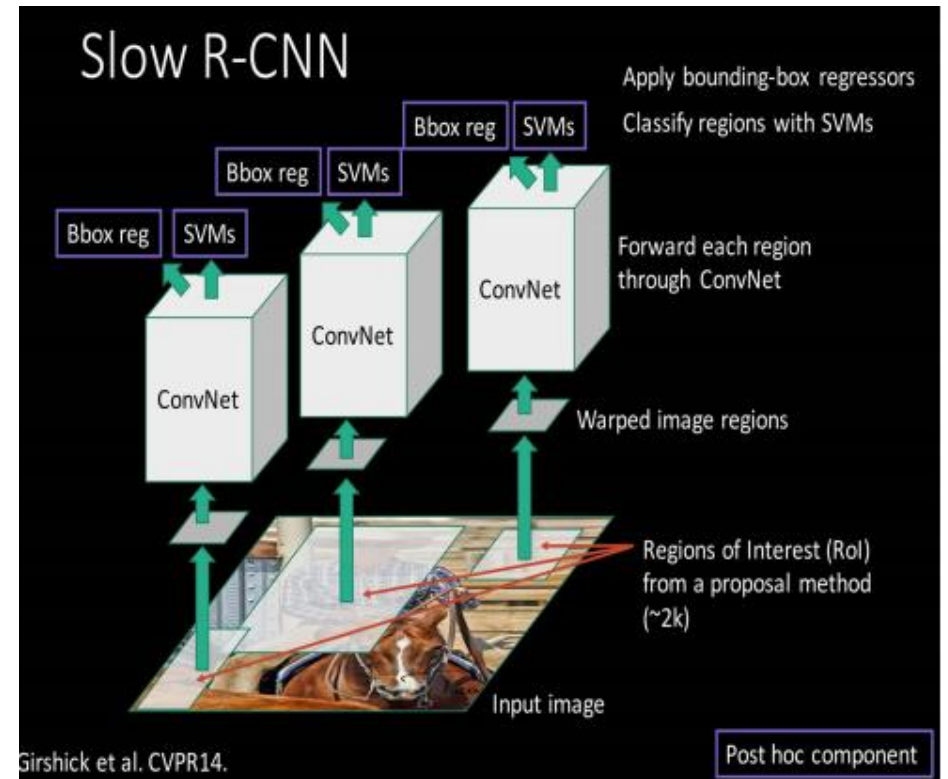 Slow R-CNN
Apply bounding-box regressors
Classify regions with SVMs
Bbox reg
SVMs
Bbox reg
SVMs
Bbox reg
SVMs
Forward each region
through ConvNet
ConvNet
ConvNet
ConvNet
Warped image regions
Regions of Interest (RoI)
from a proposal method
(~2k)
Input image
Girshick et al. CVPR14.
Post hoc component